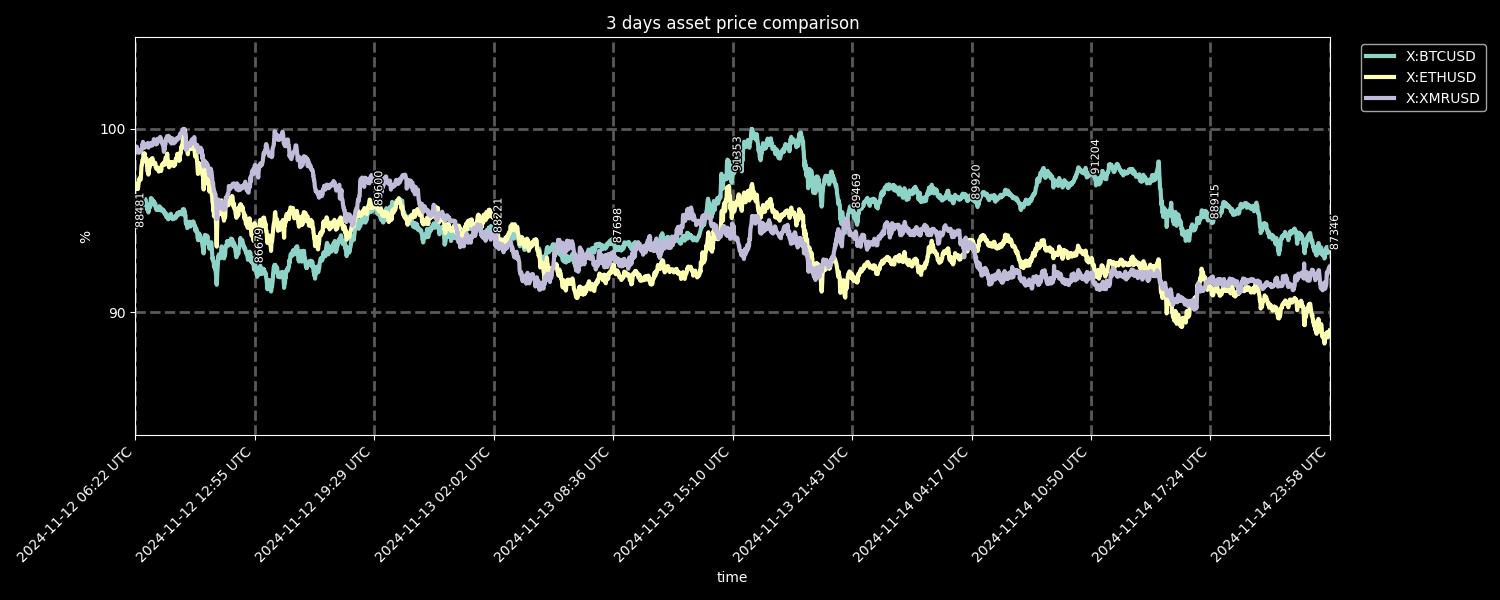 3 days asset price comparison
X:BTCUSD
X:ETHUSD
X:XMRUSD
100
90
%
88481
86679
89600
88221
87698
91353
89469
89920
91204
88915
87346
2024-11-12 06:22 UTC
2024-11-12 12:55 UTC
2024-11-12 19:29 UTC
2024-11-13 02:02 UTC
2024-11-13 08:36 UTC
2024-11-13 15:10 UTC
2024-11-13 21:43 UTC
2024-11-14 04:17 UTC
2024-11-14 10:50 UTC
2024-11-14 17:24 UTC
2024-11-14 23:58 UTC
time